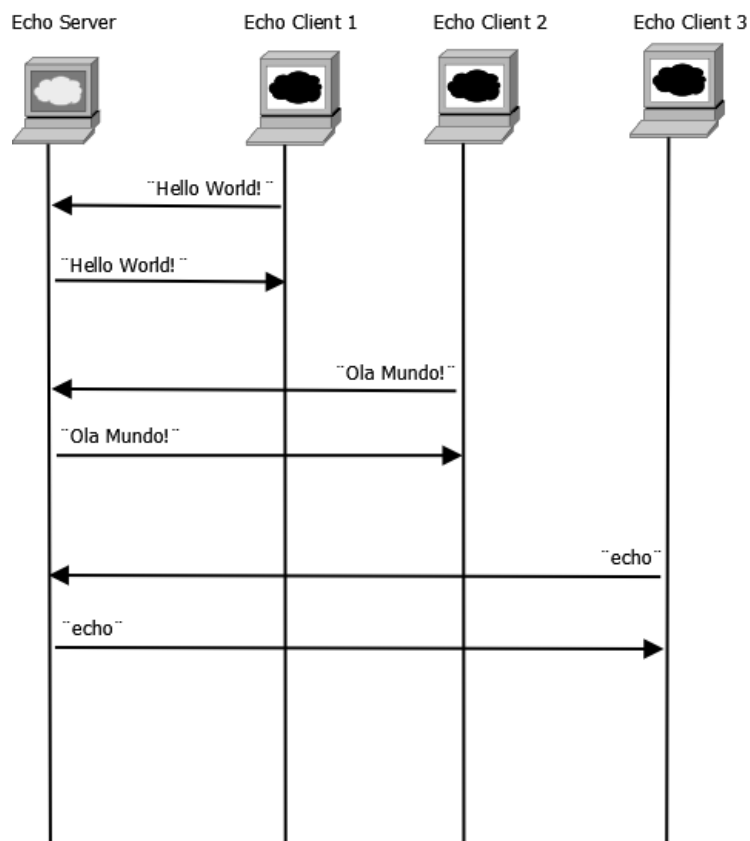 Echo Server
Echo Client 1
Echo Client 2
Echo Client 3
¨Hello World!¨
¨Hello World!¨
¨Ola Mundo!¨
¨Ola Mundo!¨
¨echo¨
¨echo¨